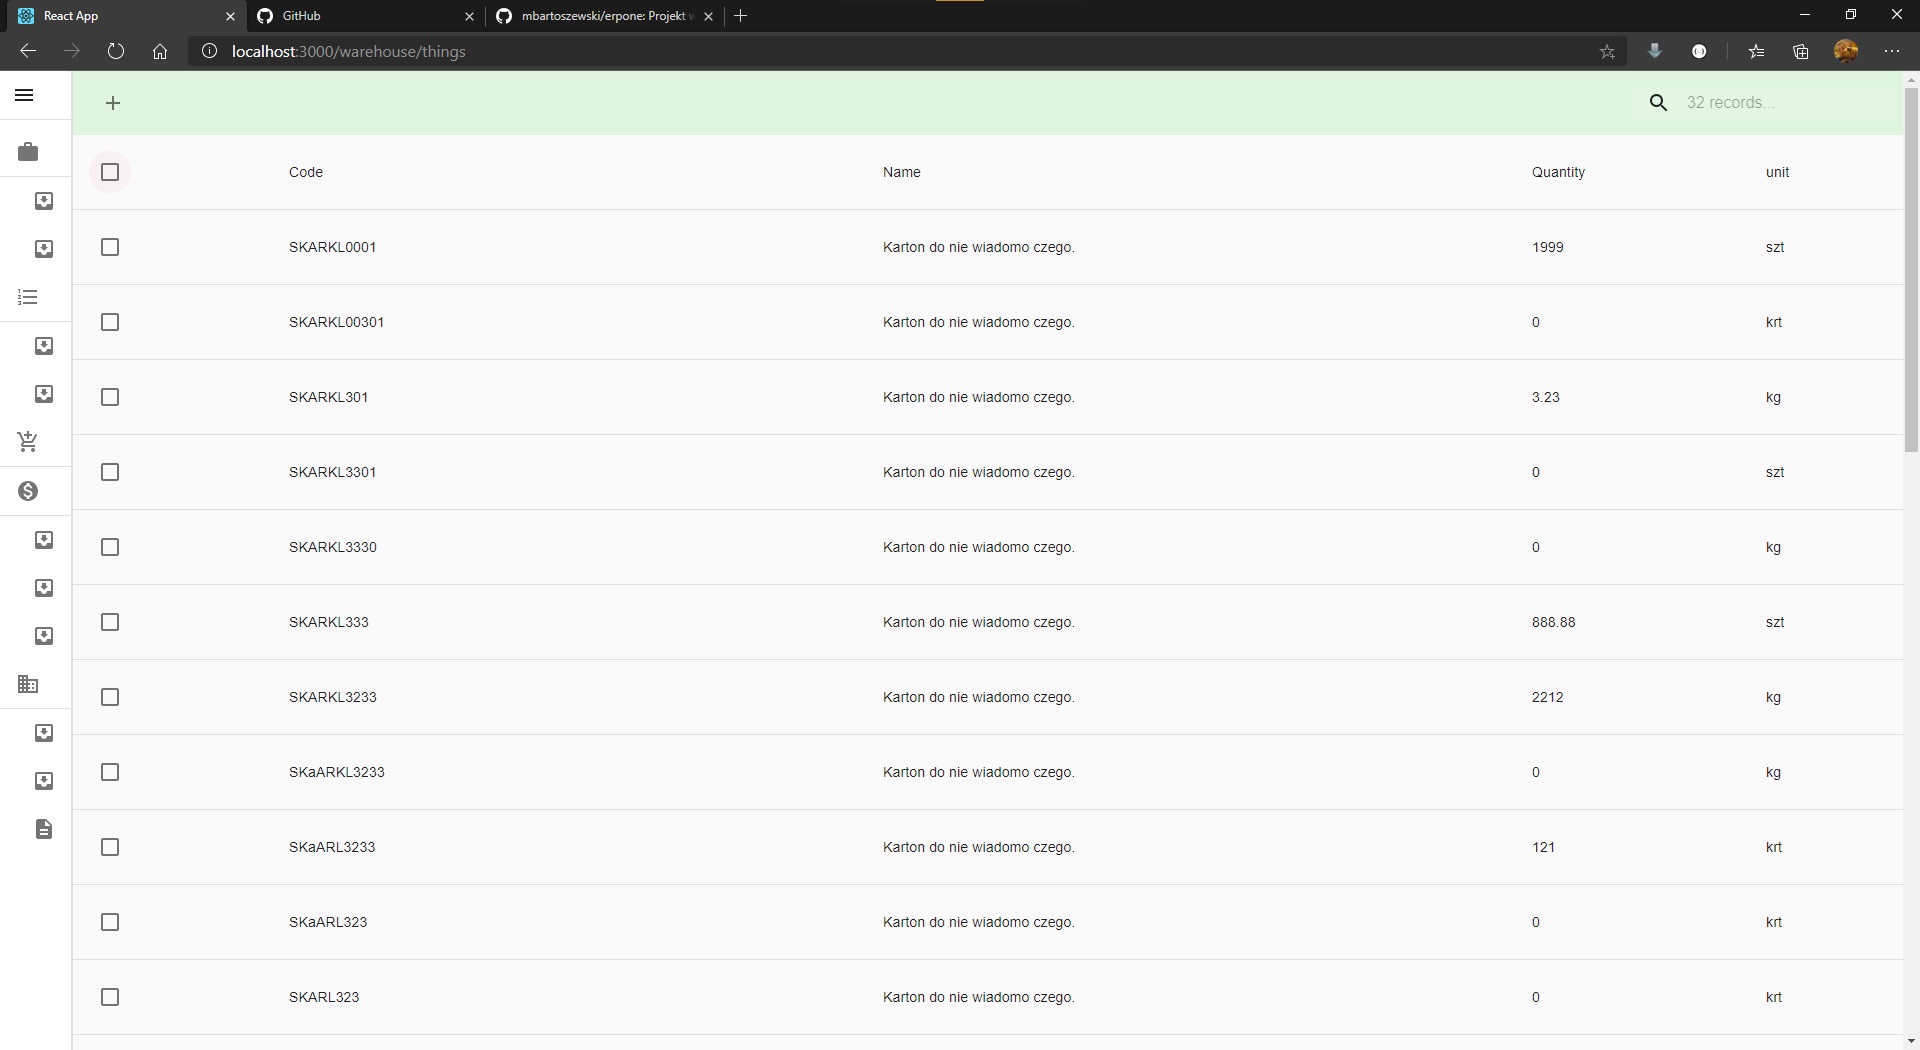 React App
GitHub
mbartoszewski/erpone: Projekt w
localhost:3000/warehouse/things
32 records...
Code Name Quantity unit
SKARKL0001 Karton do nie wiadomo czego. 1999 szt
SKARKL00301 Karton do nie wiadomo czego. 0 krt
SKARKL301 Karton do nie wiadomo czego. 3.23 kg
SKARKL3301 Karton do nie wiadomo czego. 0 szt
SKARKL3330 Karton do nie wiadomo czego. 0 kg
SKARKL333 Karton do nie wiadomo czego. 888.88 szt
SKARKL3233 Karton do nie wiadomo czego. 2212 kg
SKaARKL3233 Karton do nie wiadomo czego. 0 kg
SKaARL3233 Karton do nie wiadomo czego. 121 krt
SKaARL323 Karton do nie wiadomo czego. 0 krt
SKARL323 Karton do nie wiadomo czego. 0 krt